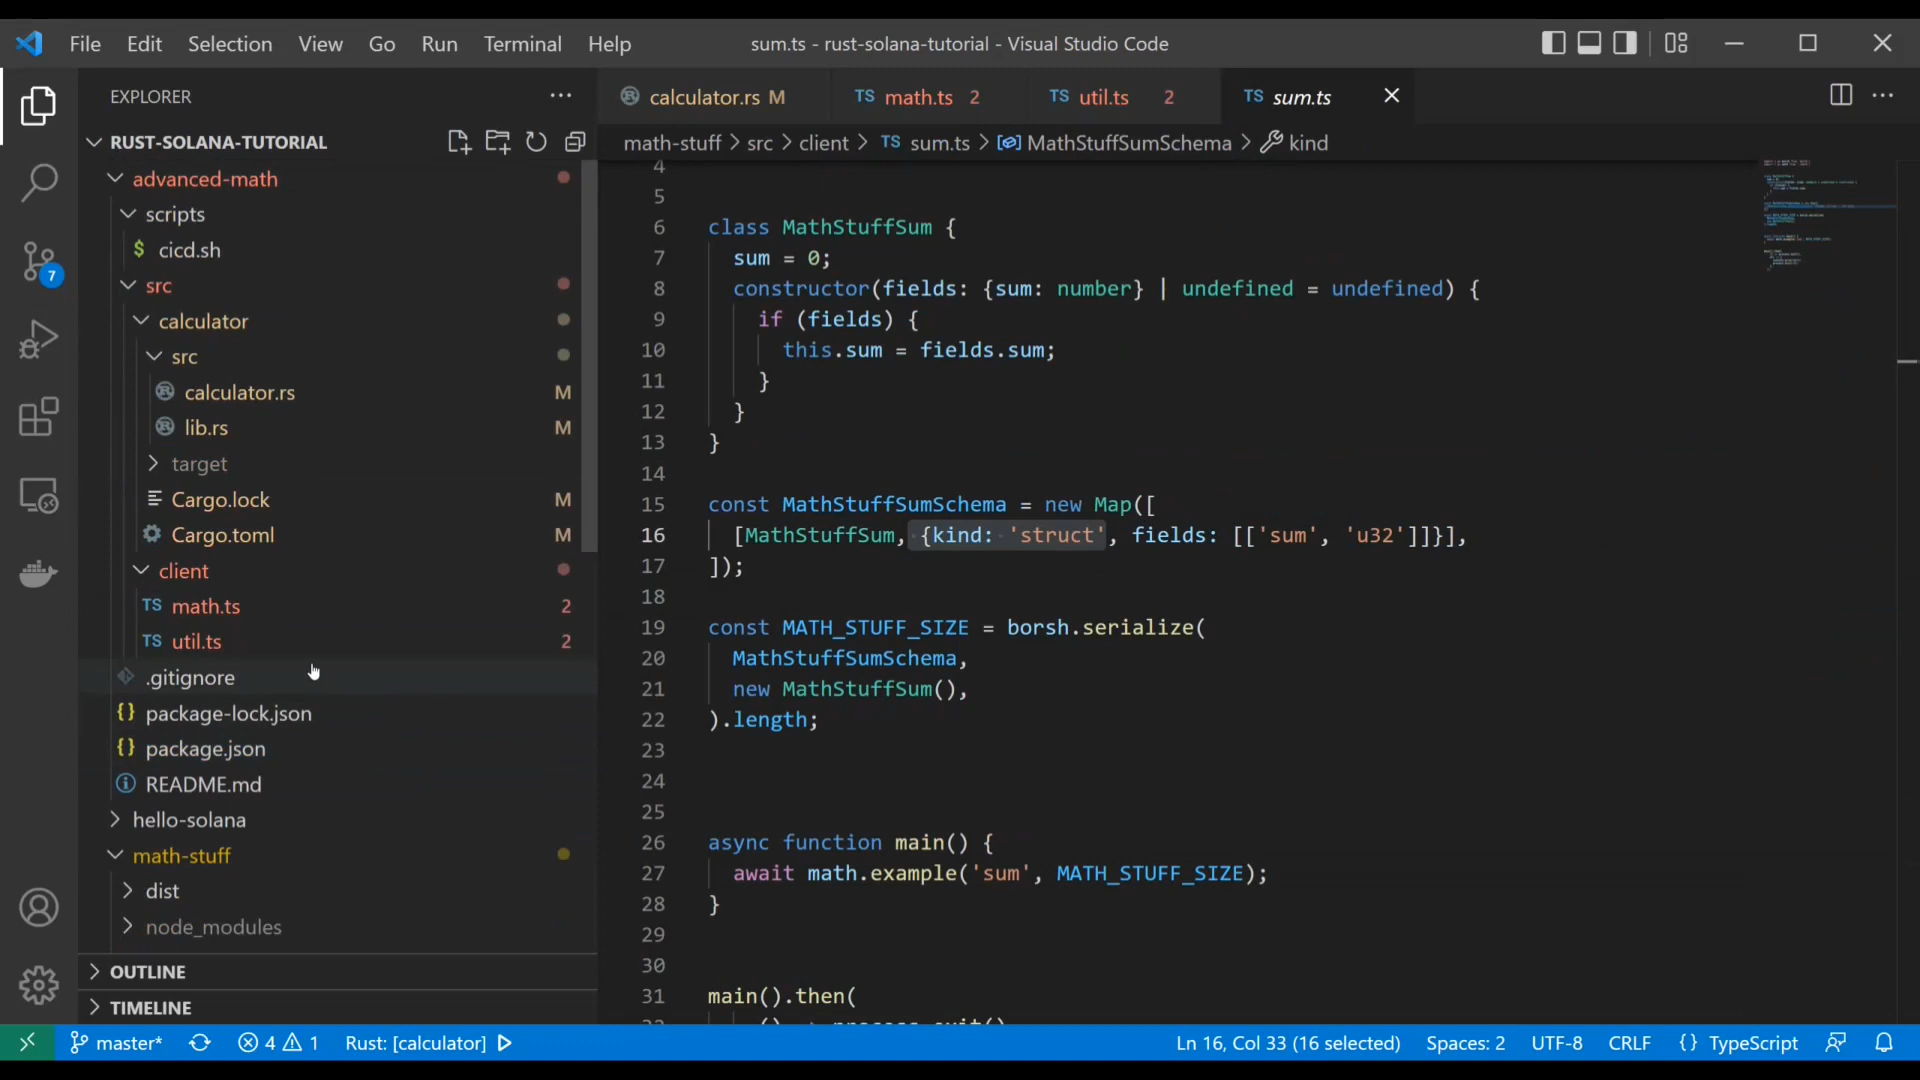 File Edit Selection View Go Run Terminal Help
sum.ts - rust-solana-tutorial - Visual Studio Code
EXPLORER
RUST-SOLANA-TUTORIAL
advanced-math
scripts
$ cicd.sh
src
calculator
src
calculator.rs M
lib.rs M
target
Cargo.lock M
Cargo.toml M
client
TS math.ts 2
TS util.ts 2
.gitignore
{} package-lock.json
{} package.json
README.md
hello-solana
math-stuff
dist
node_modules
OUTLINE
TIMELINE
7
calculator.rs M
TS math.ts 2
TS util.ts 2
TS sum.ts
math-stuff > src > client > TS sum.ts > MathStuffSumSchema > kind
4
5
6 class MathStuffSum {
7 sum = 0;
8 constructor(fields: {sum: number} | undefined = undefined) {
9 if (fields) {
10 this.sum = fields.sum;
11 }
12 }
13 }
14
15 const MathStuffSumSchema = new Map([
16 [MathStuffSum, {kind: 'struct', fields: [['sum', 'u32']]}],
17 ]);
18
19 const MATH_STUFF_SIZE = borsh.serialize(
20 MathStuffSumSchema,
21 new MathStuffSum(),
22 ).length;
23
24
25
26 async function main() {
27 await math.example('sum', MATH_STUFF_SIZE);
28 }
29
30
31 main().then(
master* 4 1 Rust: [calculator]
Ln 16, Col 33 (16 selected) Spaces: 2 UTF-8 CRLF {} TypeScript